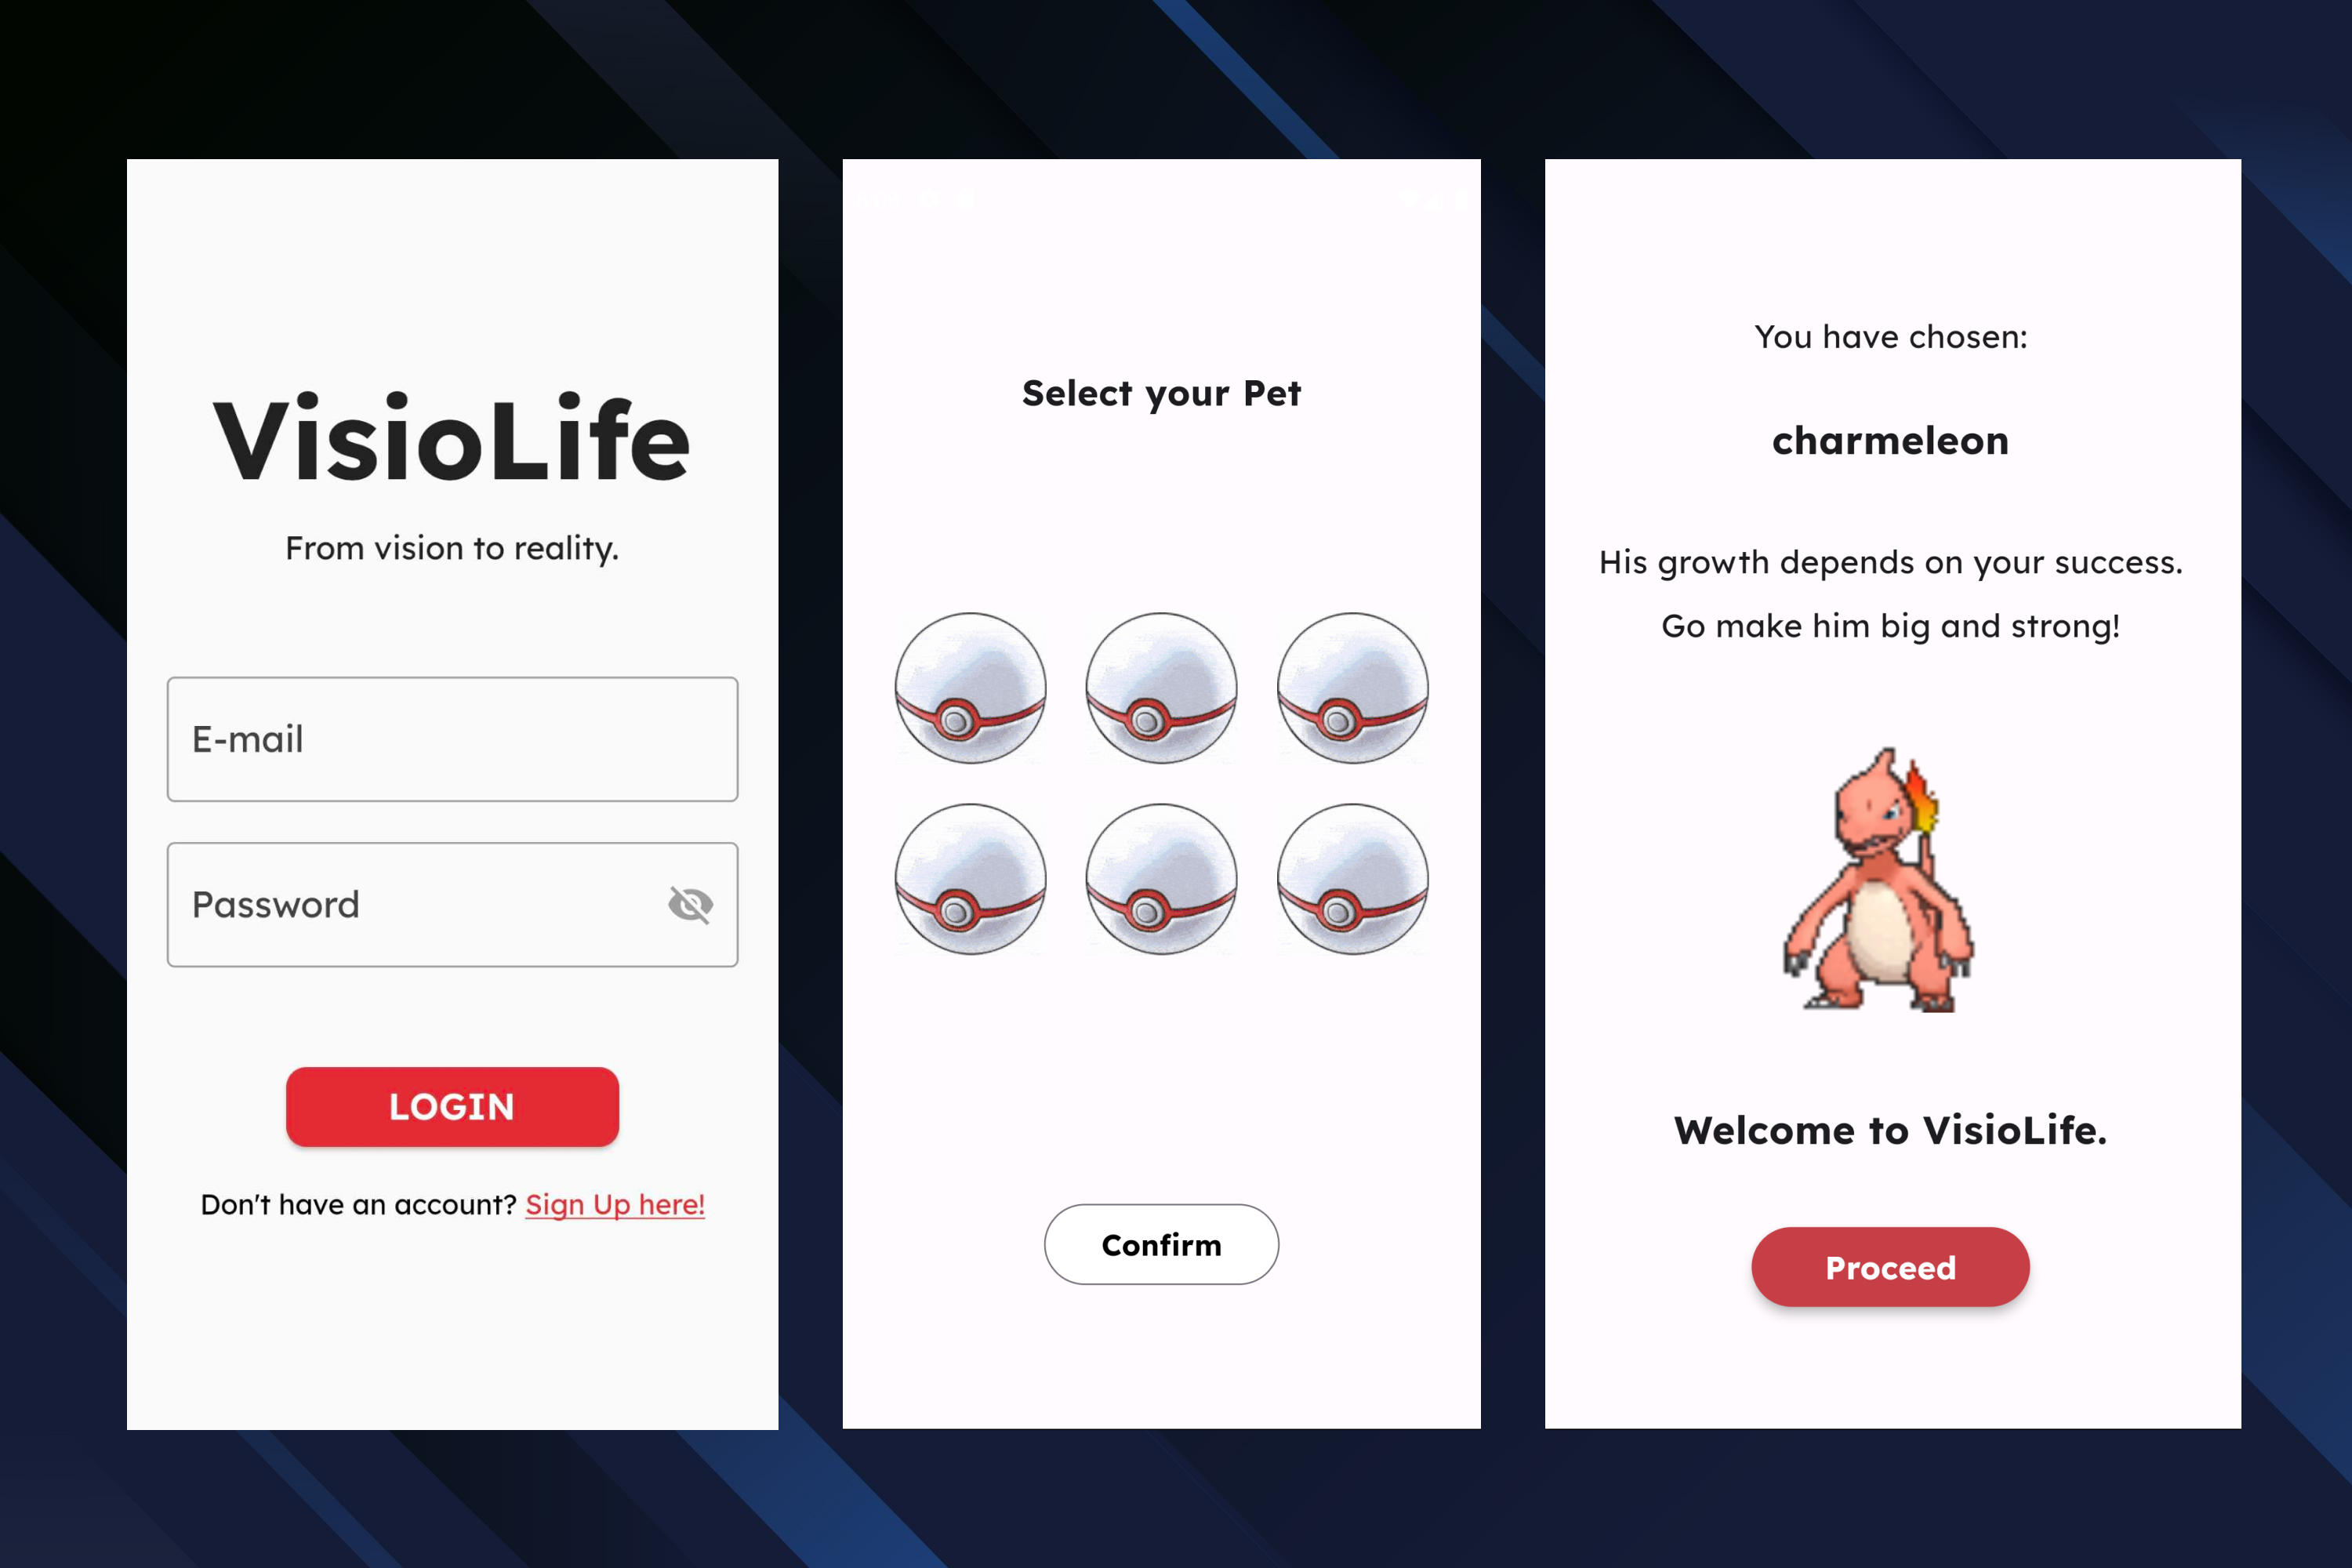 VisioLife
From vision to reality.
E-mail
Password
LOGIN
Don't have an account? Sign Up here!
Select your Pet
Confirm
You have chosen:
charmeleon
His growth depends on your success.
Go make him big and strong!
Welcome to VisioLife.
Proceed